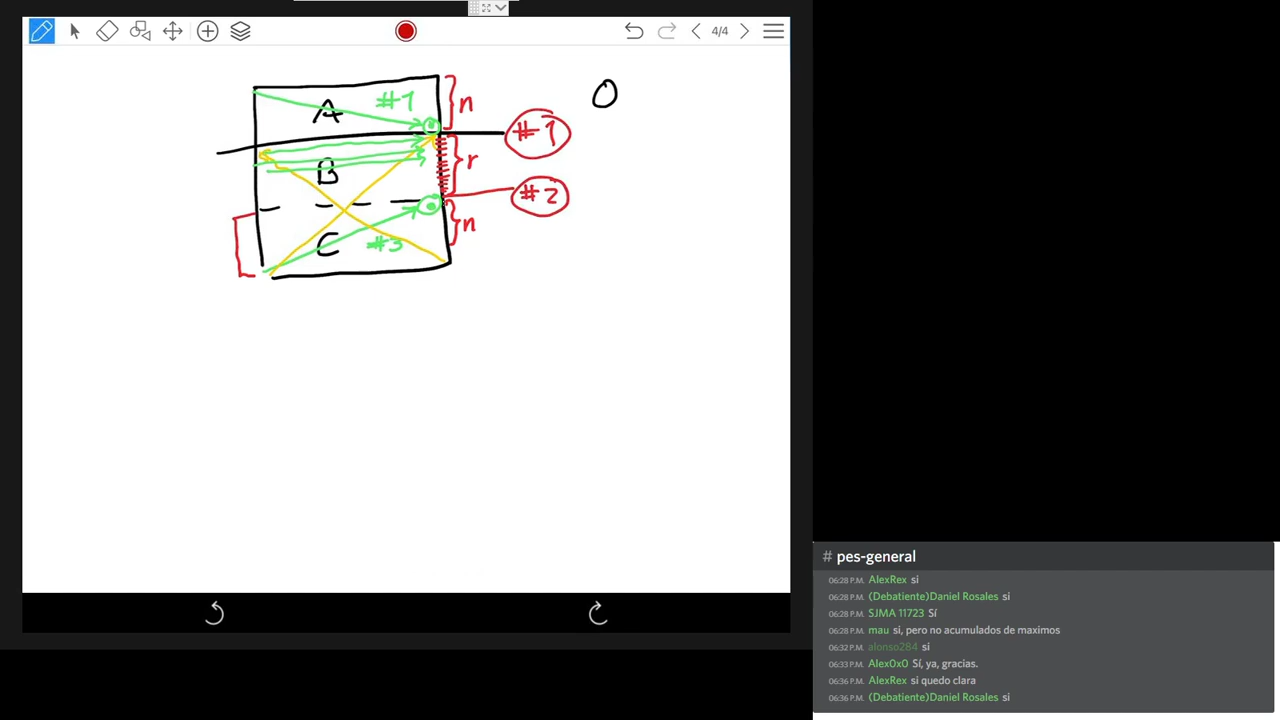 4/4
A
#1
n
O
#1
B
r
#2
n
C
#3
# pes-general
06:28 P.M. AlexRex si
06:28 P.M. (Debatiente)Daniel Rosales si
06:28 P.M. SJMA 11723 Sí
06:28 P.M. mau si, pero no acumulados de maximos
06:32 P.M. alonso284 si
06:33 P.M. Alex0x0 Sí, ya, gracias.
06:36 P.M. AlexRex si quedo clara
06:36 P.M. (Debatiente)Daniel Rosales si